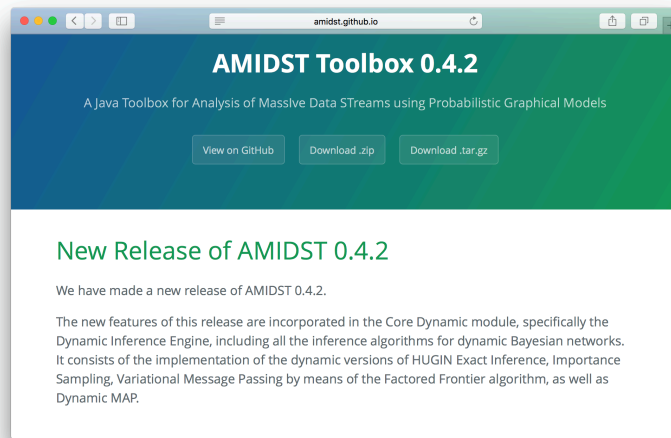 amidst.github.io
AMIDST Toolbox 0.4.2
A Java Toolbox for Analysis of MassIve Data STreams using Probabilistic Graphical Models
View on GitHub
Download .zip
Download .tar.gz
New Release of AMIDST 0.4.2
We have made a new release of AMIDST 0.4.2.
The new features of this release are incorporated in the Core Dynamic module, specifically the
Dynamic Inference Engine, including all the inference algorithms for dynamic Bayesian networks.
It consists of the implementation of the dynamic versions of HUGIN Exact Inference, Importance
Sampling, Variational Message Passing by means of the Factored Frontier algorithm, as well as
Dynamic MAP.